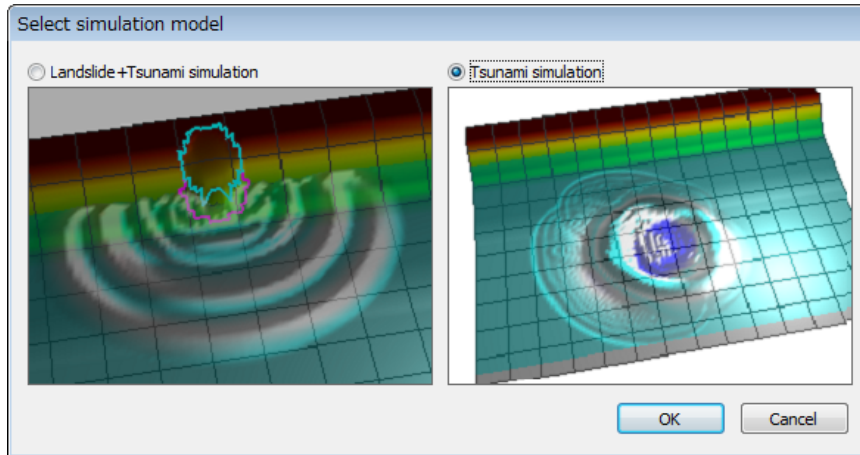 Select simulation model
Landslide+Tsunami simulation
Tsunami simulation
OK
Cancel